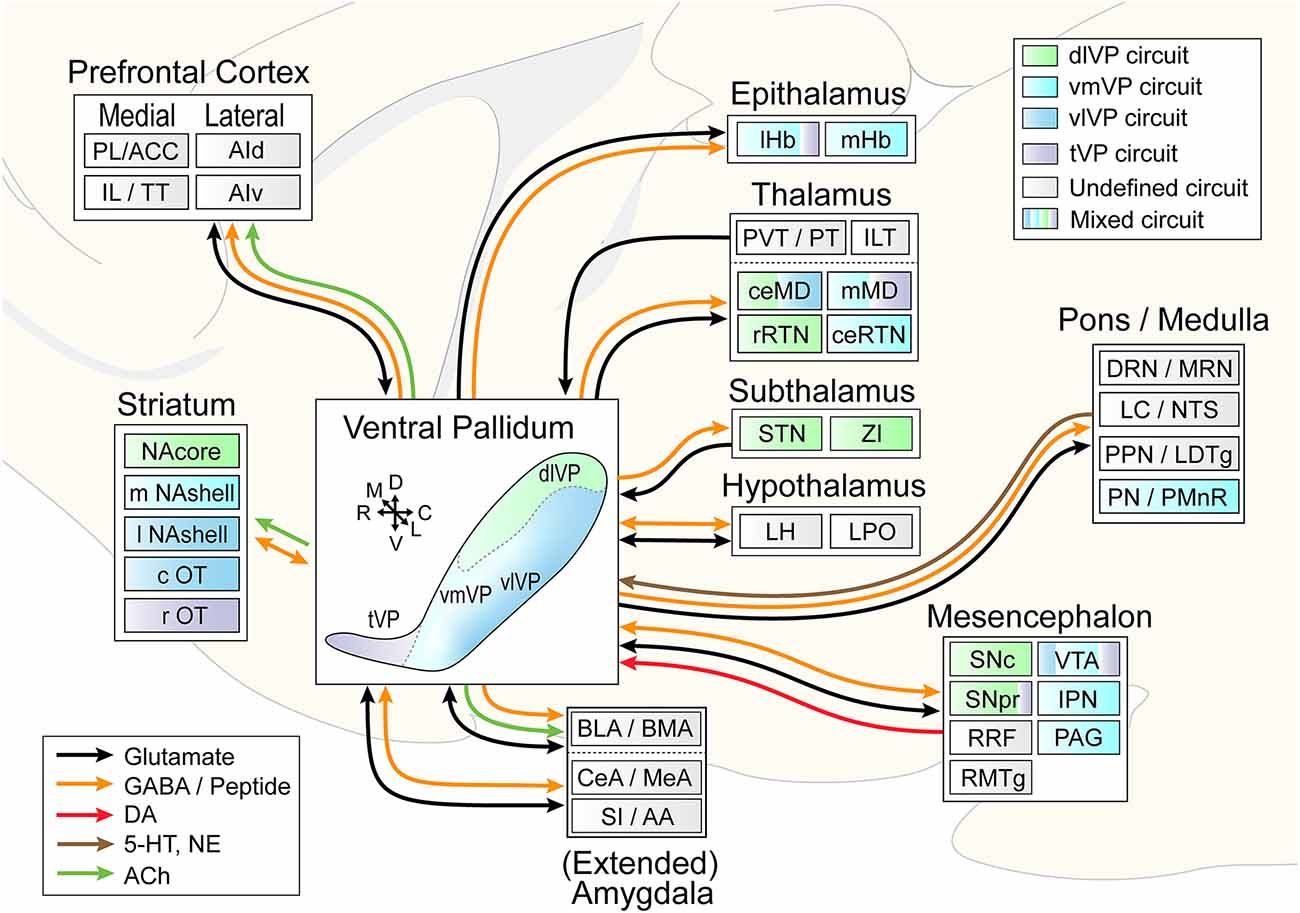 Prefrontal Cortex
Medial Lateral
PL/ACC AId
IL / TT AIv
Epithalamus
lHb mHb
Thalamus
PVT / PT ILT
ceMD mMD
rRTN ceRTN
dlVP circuit
vmVP circuit
vlVP circuit
tVP circuit
Undefined circuit
Mixed circuit
Striatum
NAcore
m NAshell
l NAshell
c OT
r OT
Ventral Pallidum
D
M
R C
L
V
dlVP
vmVP vlVP
tVP
Subthalamus
STN ZI
Hypothalamus
LH LPO
Pons / Medulla
DRN / MRN
LC / NTS
PPN / LDTg
PN / PMnR
Mesencephalon
SNc VTA
SNpr IPN
RRF PAG
RMTg
BLA / BMA
CeA / MeA
SI / AA
(Extended)
Amygdala
Glutamate
GABA / Peptide
DA
5-HT, NE
ACh